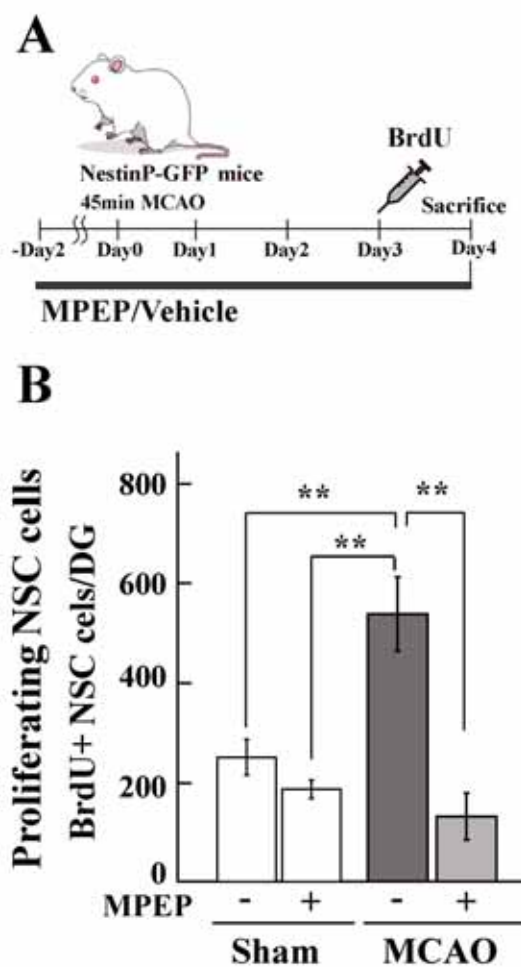 A
NestinP-GFP mice
45min MCAO
BrdU
Sacrifice
-Day2 Day0 Day1 Day2 Day3 Day4
MPEP/Vehicle
B
Proliferating NSC cells
BrdU+ NSC cels/DG
800
600
400
200
0
** **
**
MPEP - + - +
Sham MCAO